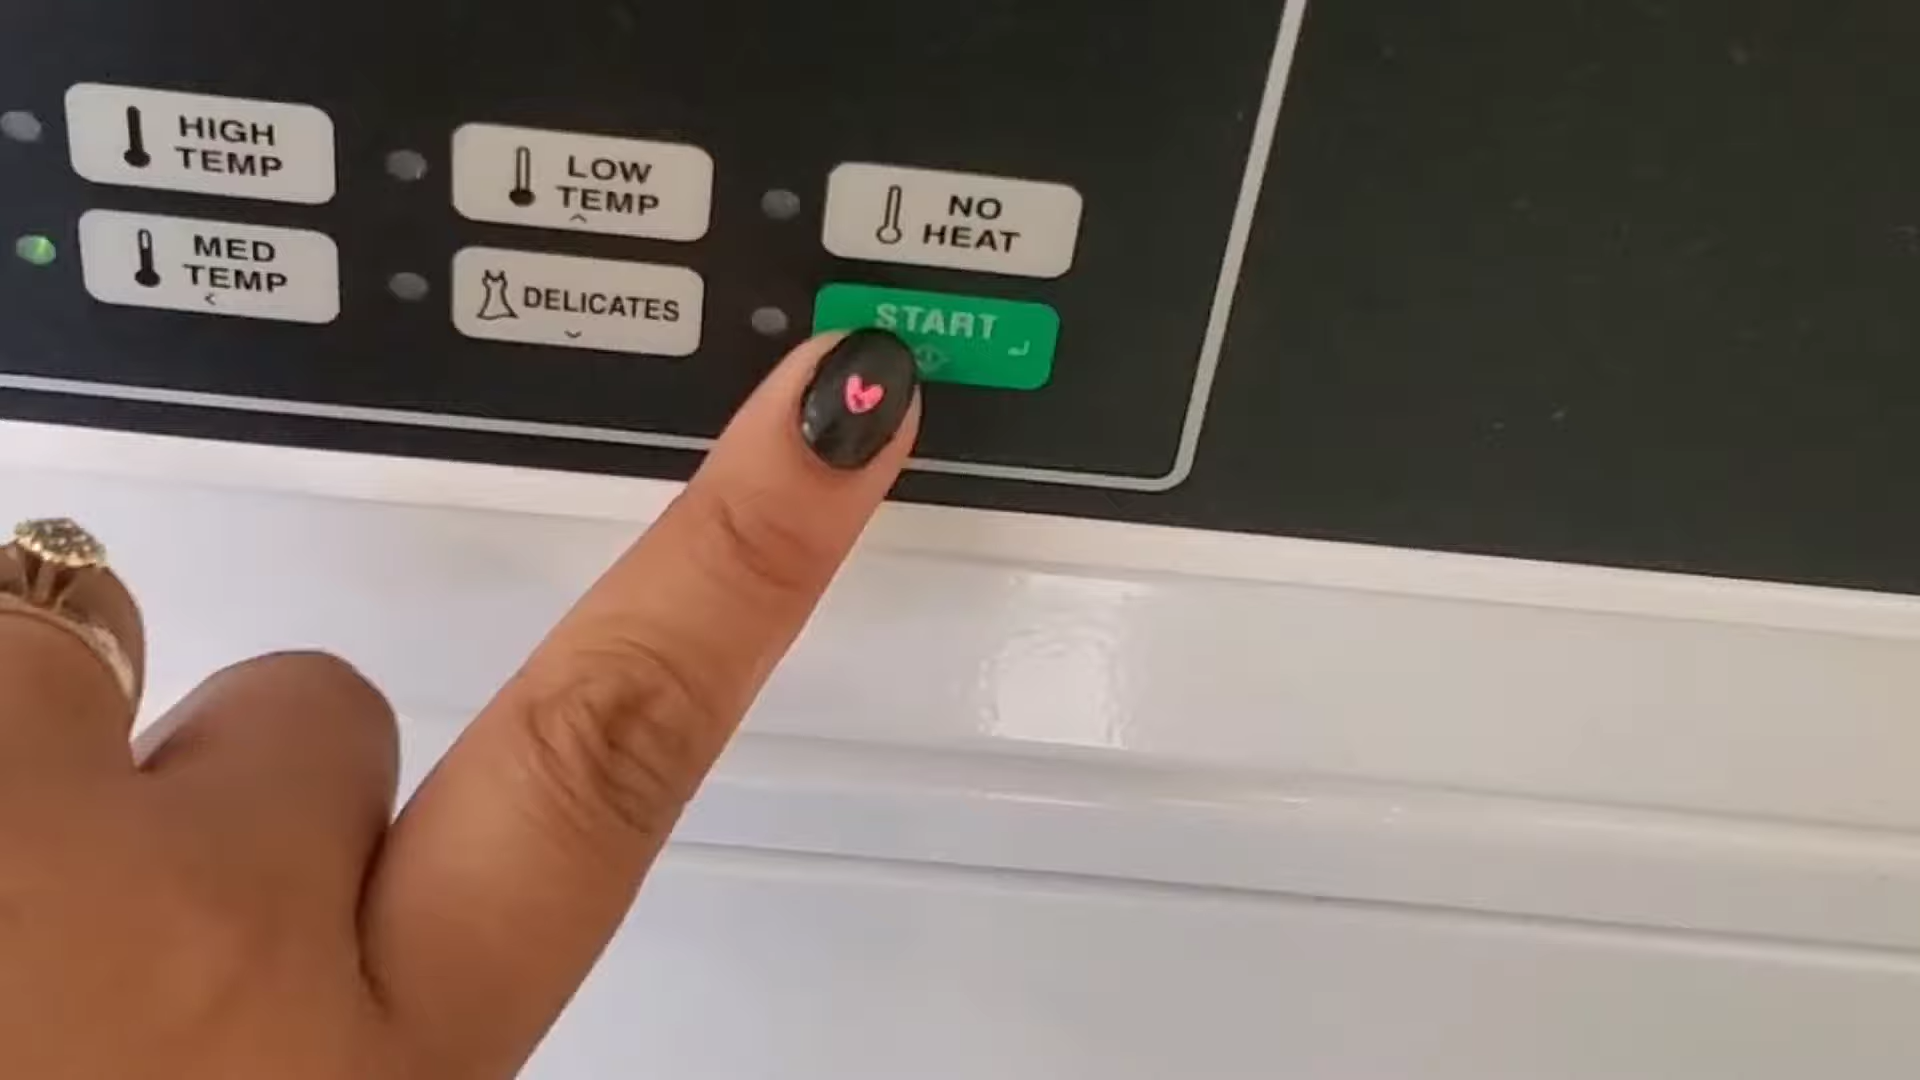 HIGH
TEMP
LOW
TEMP
NO
HEAT
MED
TEMP
DELICATES
START